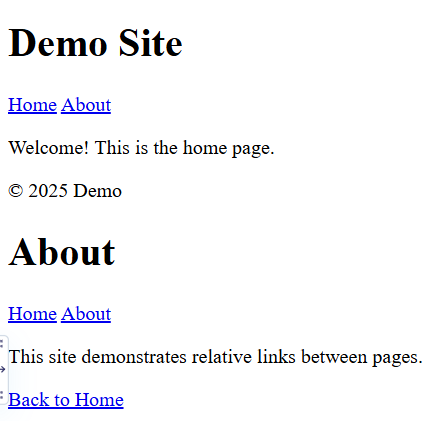 Demo Site
Home About
Welcome! This is the home page.
© 2025 Demo
About
Home About
This site demonstrates relative links between pages.
Back to Home